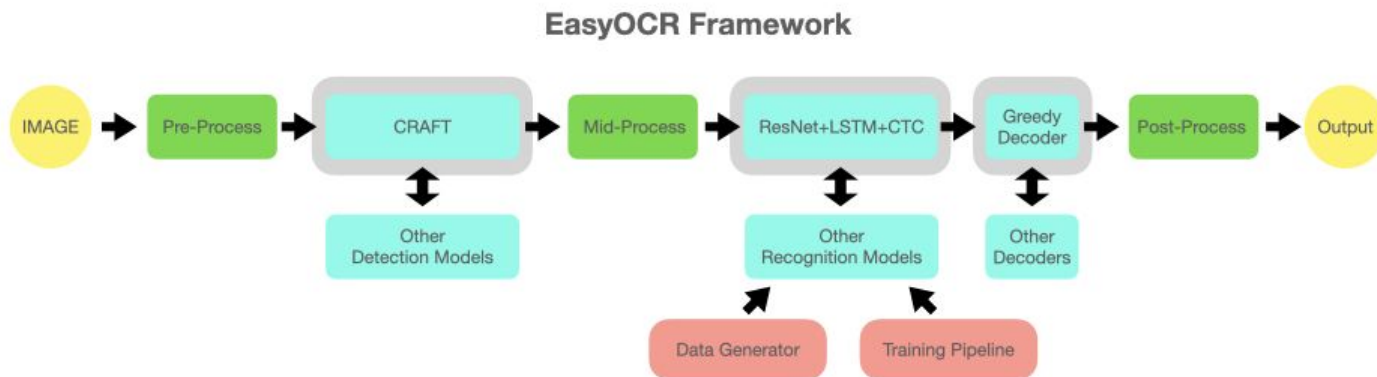 EasyOCR Framework
IMAGE
Pre-Process
CRAFT
Mid-Process
ResNet+LSTM+CTC
Greedy
Decoder
Post-Process
Output
Other
Detection Models
Other
Recognition Models
Other
Decoders
Data Generator
Training Pipeline